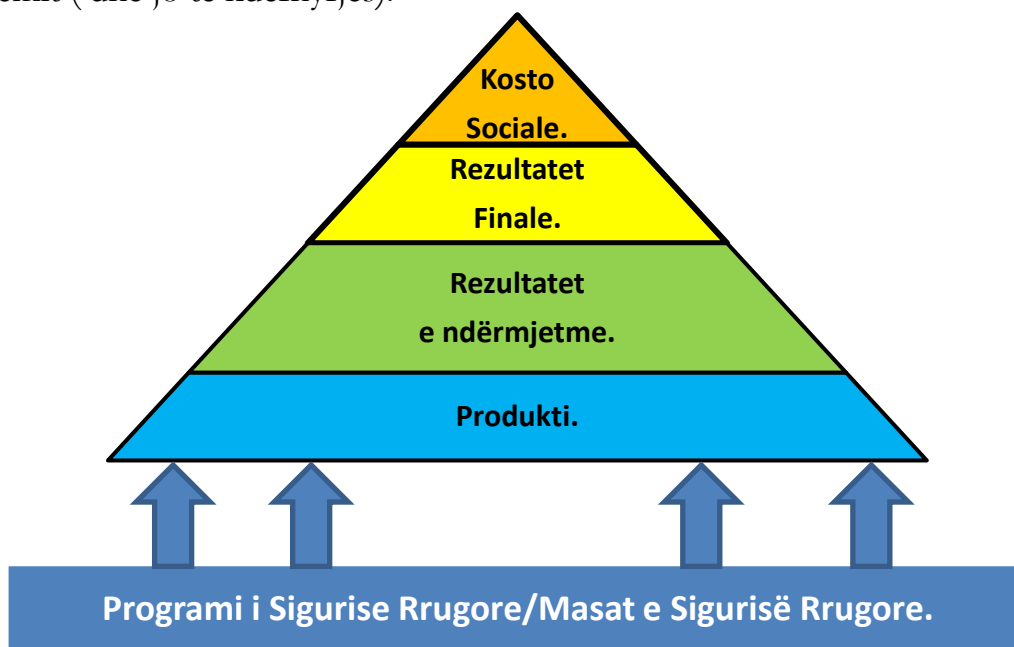 Kosto
Sociale.
Rezultatet
Finale.
Rezultatet
e ndërmjetme.
Produkti.
Programi i Sigurise Rrugore/Masat e Sigurisë Rrugore.